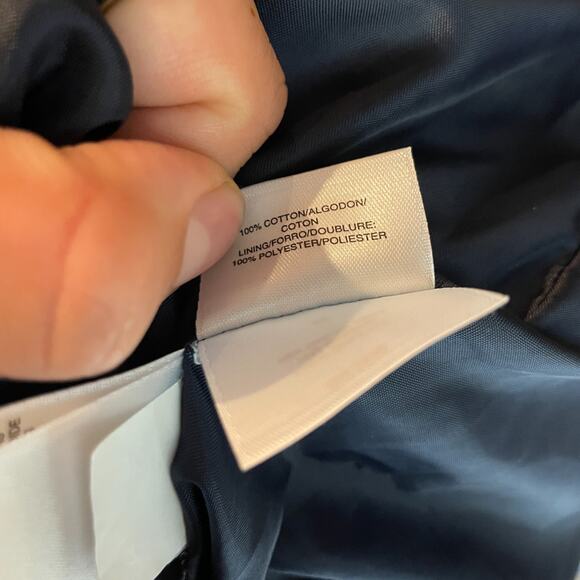 100% COTTON/ALGODON/
COTON
LINING/FORRO/DOUBLURE:
100% POLYESTER/POLIESTER